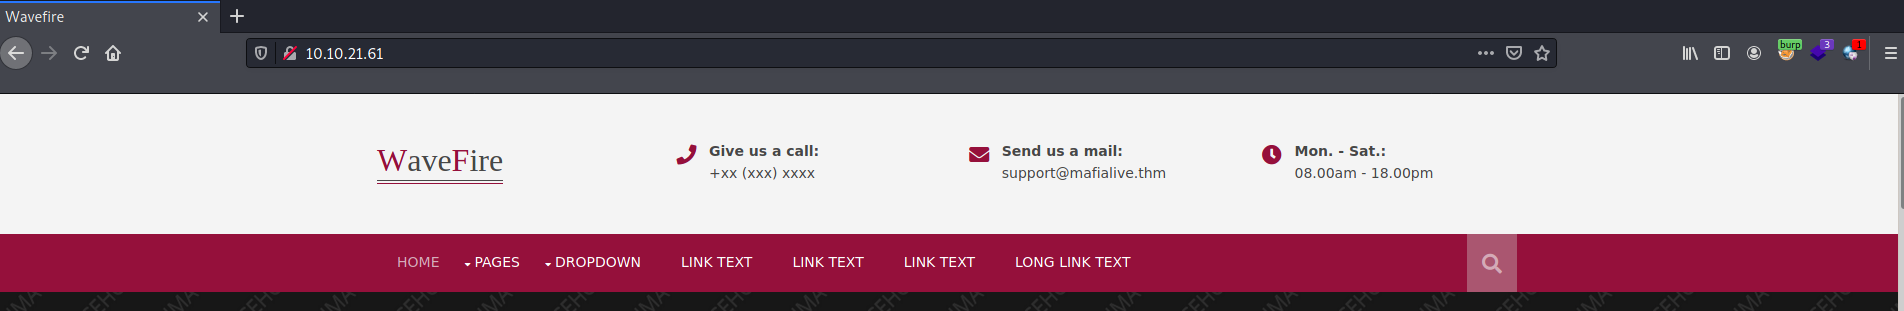 Wavefire
10.10.21.61
burp
3
1
WaveFire
Give us a call:
+xx (xxx) xxxx
Send us a mail:
support@mafialive.thm
Mon. - Sat.:
08.00am - 18.00pm
HOME
PAGES
DROPDOWN
LINK TEXT
LINK TEXT
LINK TEXT
LONG LINK TEXT